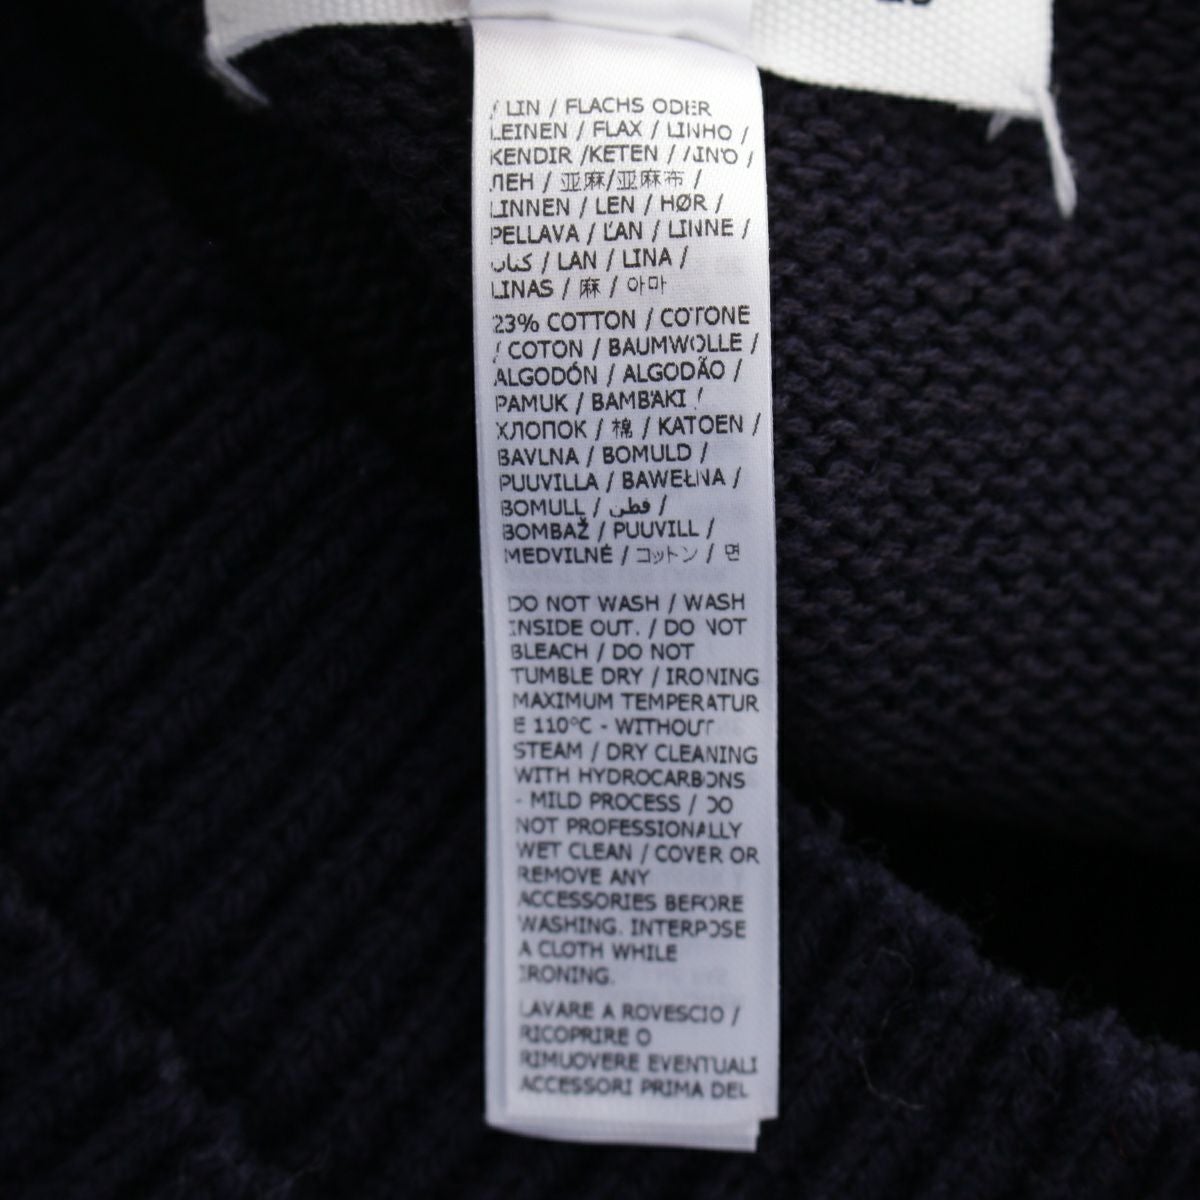 / LIN / FLACHS ODER
LEINEN / FLAX / LINHO /
KENDIR /KETEN / ΛΙΝΟ /
ЛЕН / 亚麻/亚麻布 /
LINNEN / LEN / HØR /
PELLAVA / ĽAN / LINNE /
كتان / LAN / LINA /
LINAS / 麻 / 아마
23% COTTON / COTONE
/ COTON / BAUMWOLLE /
ALGODÓN / ALGODÃO /
PAMUK / BAMBAKI /
ХЛОПОК / 棉 / KATOEN /
BAVLNA / BOMULD /
PUUVILLA / BAWEŁNA /
BOMULL / قطن /
BOMBAŽ / PUUVILL /
MEDVILNĖ / コットン / 면
DO NOT WASH / WASH
INSIDE OUT. / DO NOT
BLEACH / DO NOT
TUMBLE DRY / IRONING
MAXIMUM TEMPERATUR
E 110°C - WITHOUT
STEAM / DRY CLEANING
WITH HYDROCARBONS
- MILD PROCESS / DO
NOT PROFESSIONALLY
WET CLEAN / COVER OR
REMOVE ANY
ACCESSORIES BEFORE
WASHING. INTERPOSE
A CLOTH WHILE
IRONING.
LAVARE A ROVESCIO /
RICOPRIRE O
RIMUOVERE EVENTUALI
ACCESSORI PRIMA DEL